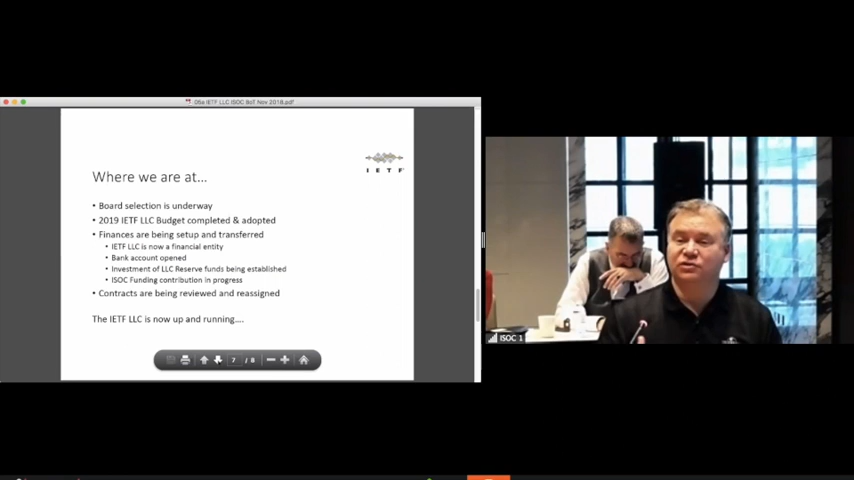 06a IETF LLC ISOC BoT Nov 2018.pdf
I E T F
Where we are at...
• Board selection is underway
• 2019 IETF LLC Budget completed & adopted
• Finances are being setup and transferred
• IETF LLC is now a financial entity
• Bank account opened
• Investment of LLC Reserve funds being established
• ISOC Funding contribution in progress
• Contracts are being reviewed and reassigned
The IETF LLC is now up and running....
7 / 8
ISOC 1